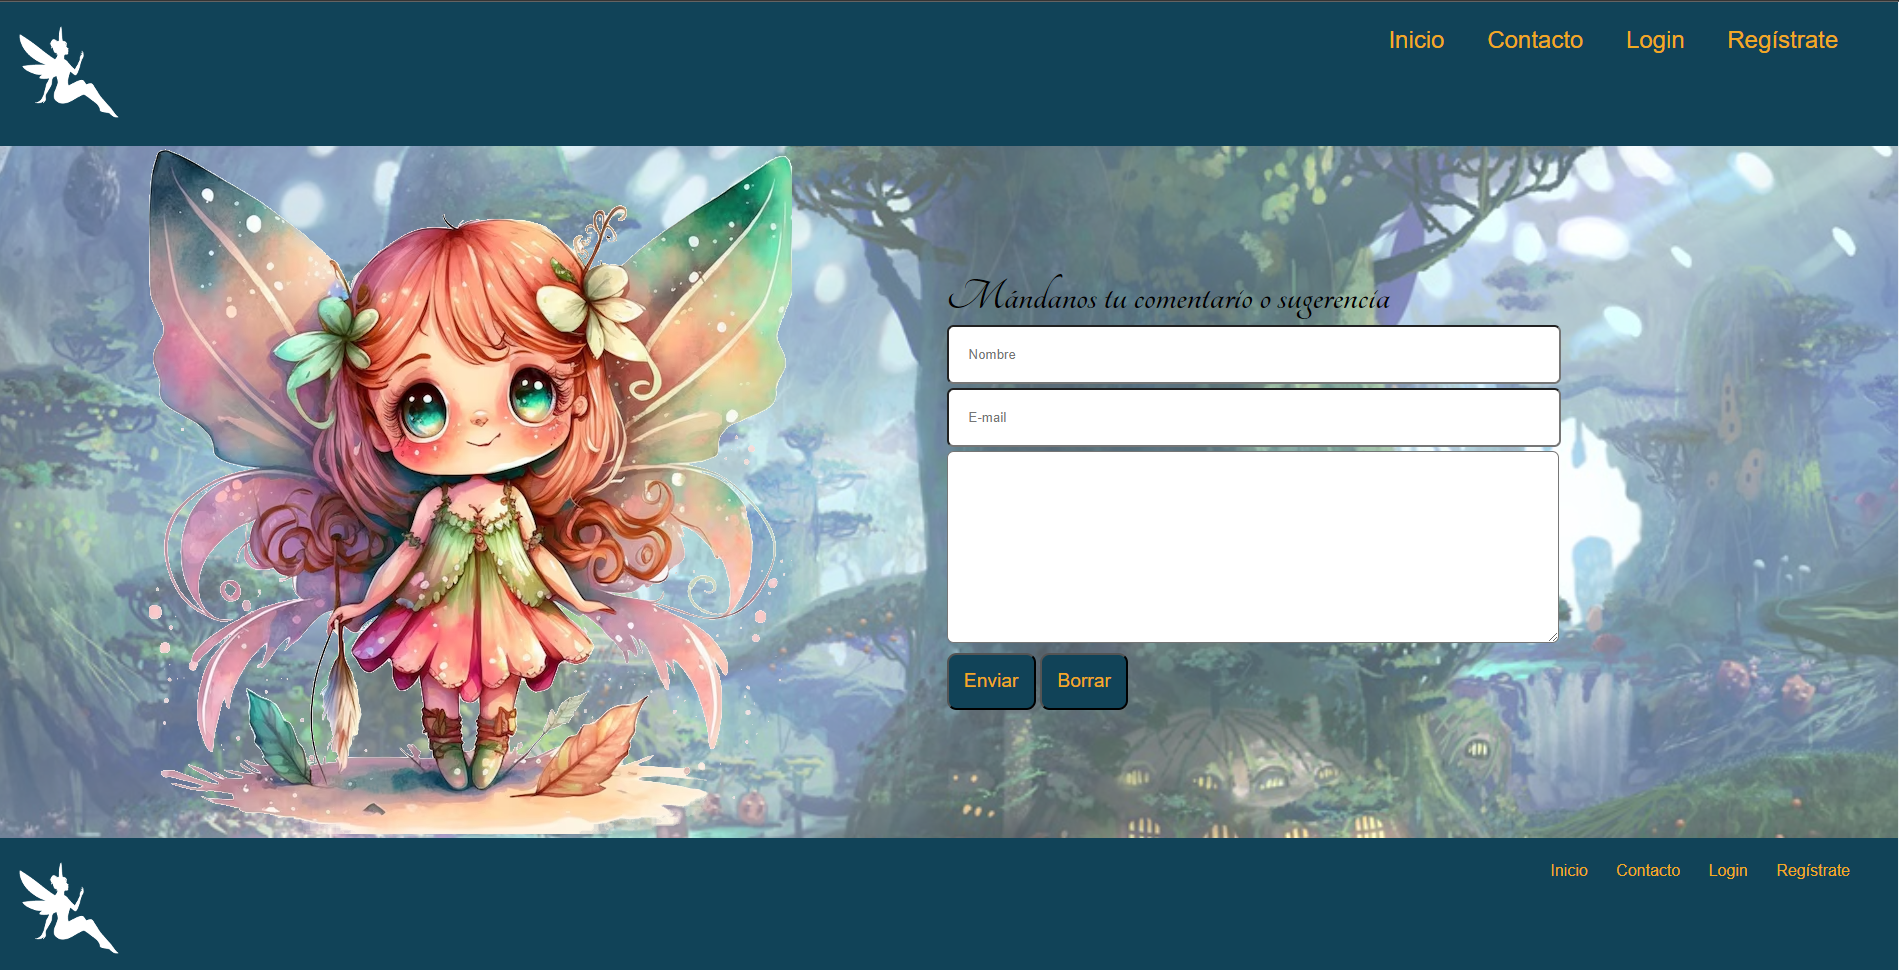 Inicio Contacto Login Regístrate
Mándanos tu comentario o sugerencia
Nombre
E-mail
Enviar Borrar
Inicio Contacto Login Regístrate